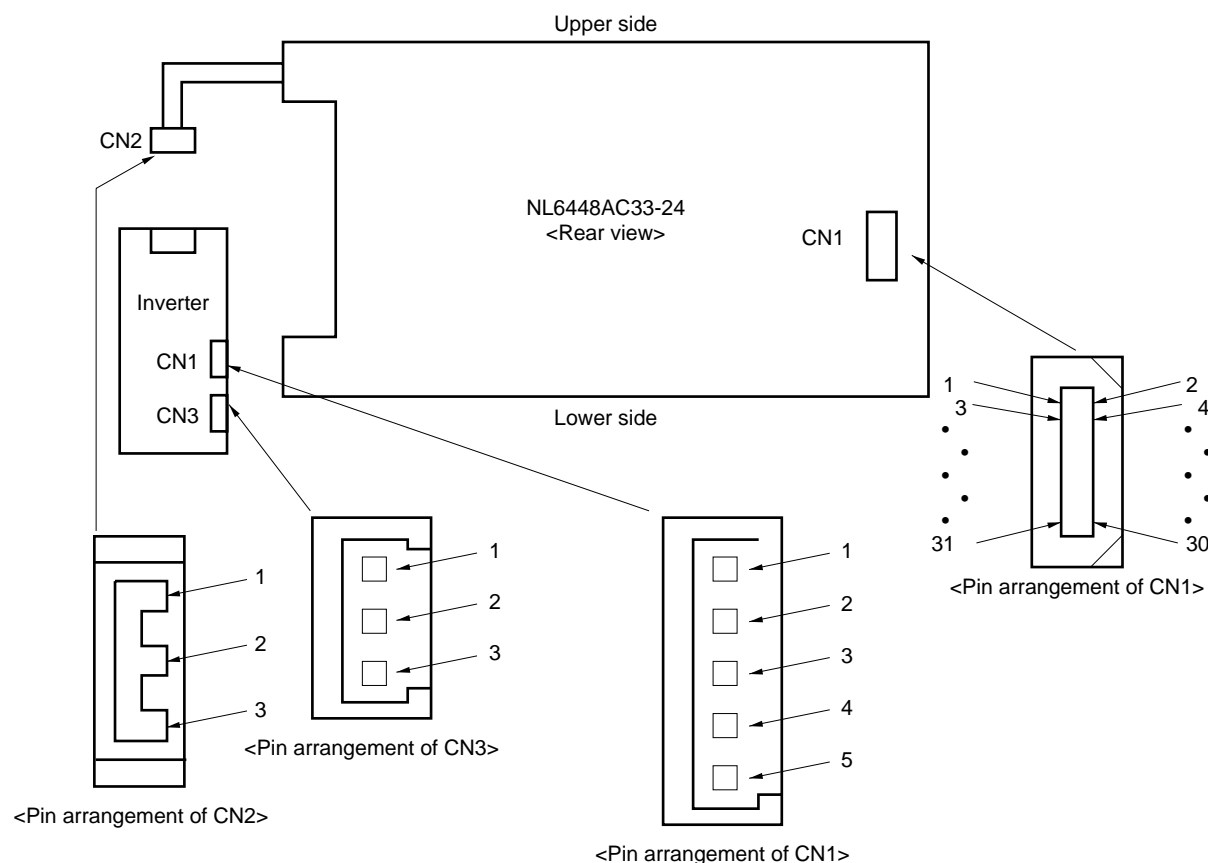 Upper side
CN2
NL6448AC33-24
<Rear view>
CN1
Inverter
CN1
CN3
Lower side
1
2
3
4
31
30
<Pin arrangement of CN1>
1
2
3
<Pin arrangement of CN2>
1
2
3
<Pin arrangement of CN3>
1
2
3
4
5
<Pin arrangement of CN1>